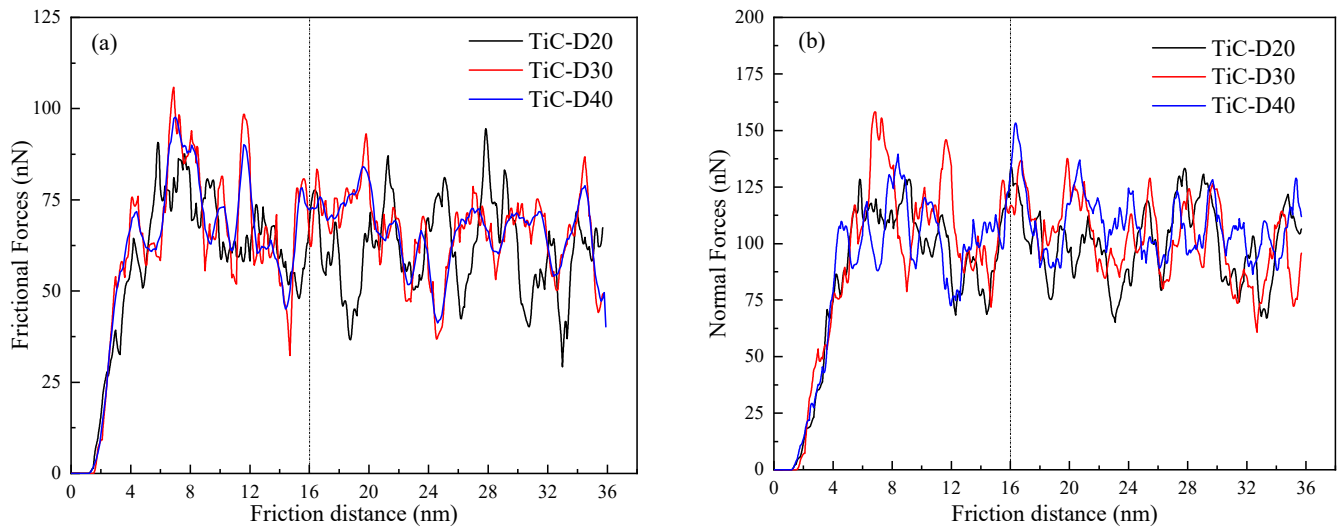 (a)
TiC-D20
TiC-D30
TiC-D40
125
100
75
50
25
0
Frictional Forces (nN)
0 4 8 12 16 20 24 28 32 36
Friction distance (nm)
(b)
TiC-D20
TiC-D30
TiC-D40
200
175
150
125
100
75
50
25
0
Normal Forces (nN)
0 4 8 12 16 20 24 28 32 36
Friction distance (nm)